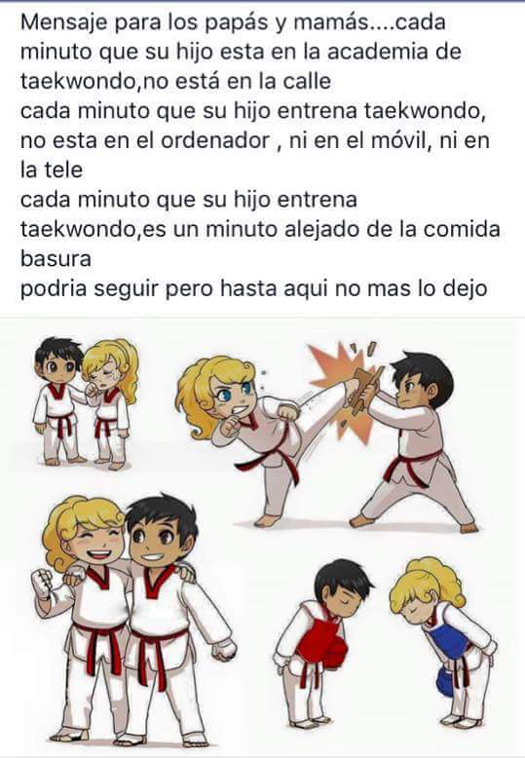 Mensaje para los papás y mamás....cada
minuto que su hijo esta en la academia de
taekwondo,no está en la calle
cada minuto que su hijo entrena taekwondo,
no esta en el ordenador , ni en el móvil, ni en
la tele
cada minuto que su hijo entrena
taekwondo,es un minuto alejado de la comida
basura
podria seguir pero hasta aqui no mas lo dejo